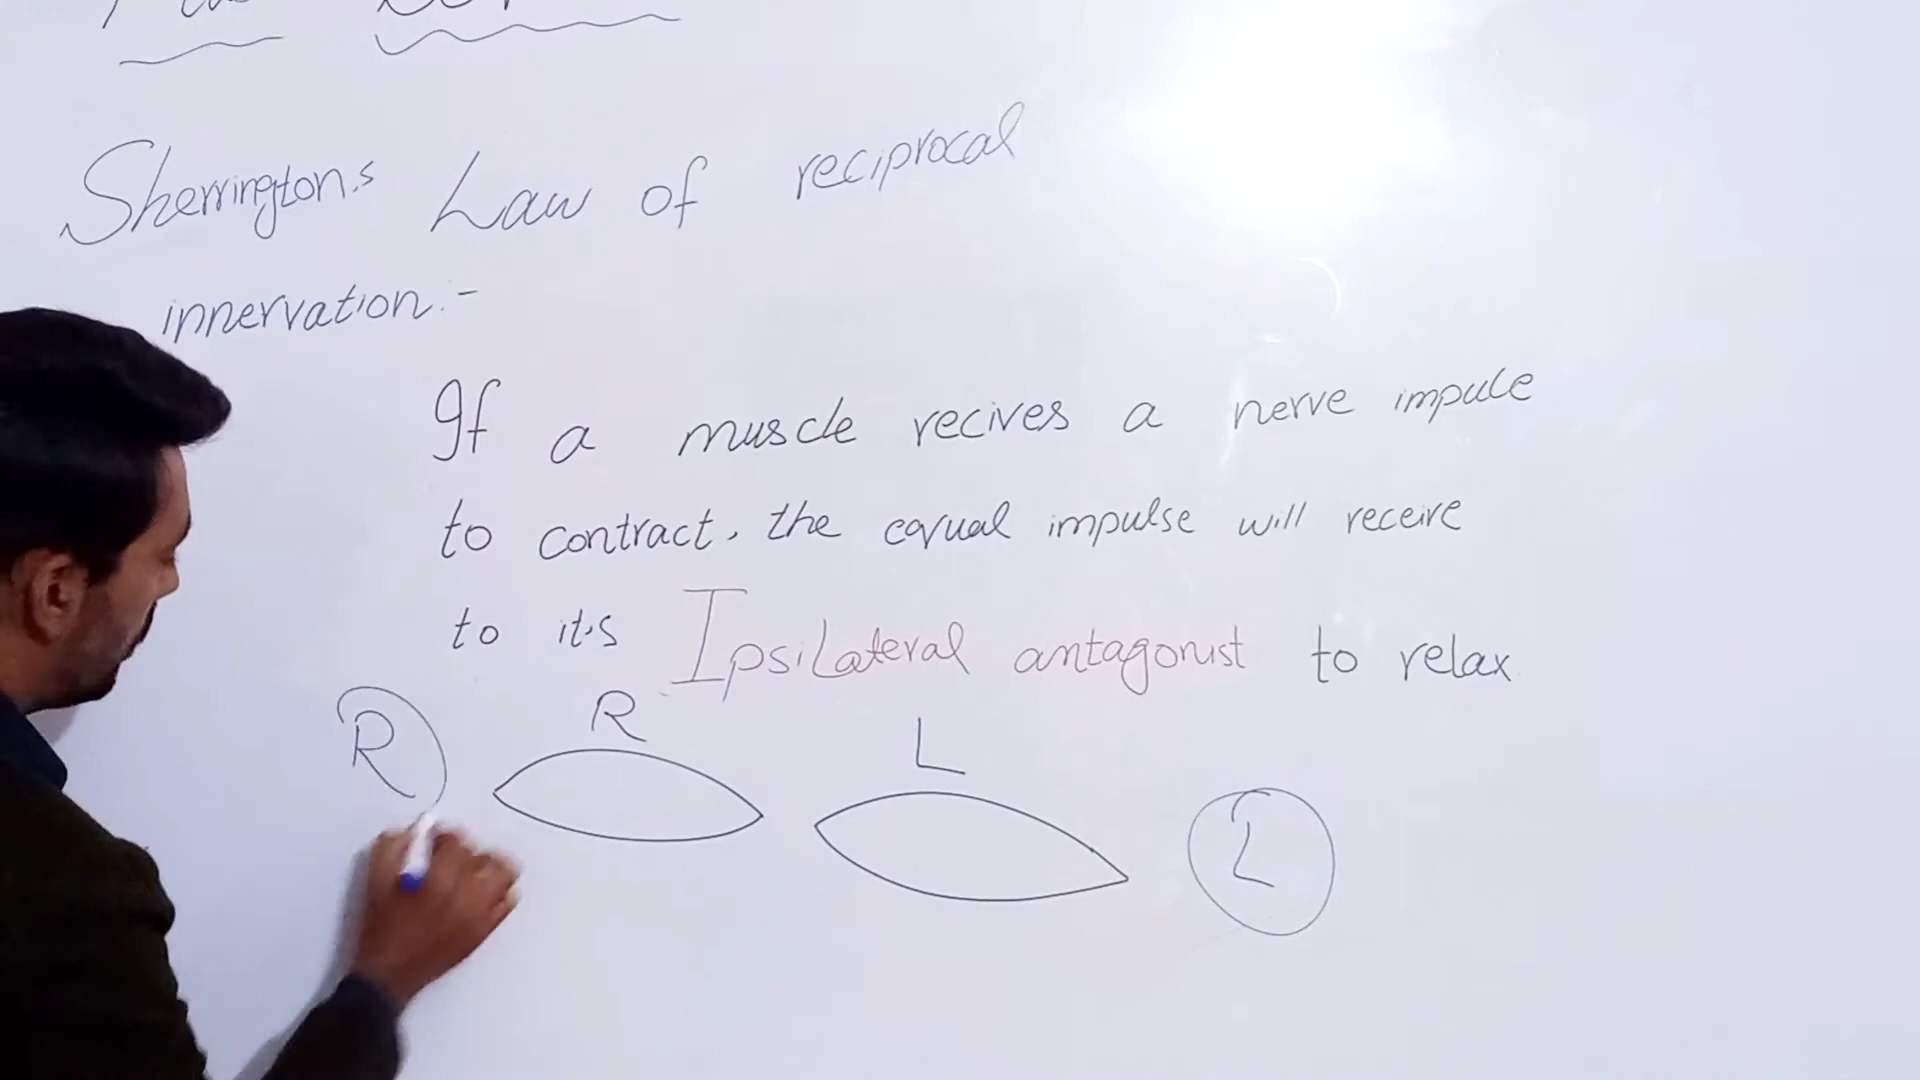 Sherrington,s Law of reciprocal
innervation:-
If a muscle recives a nerve impule
to contract, the equal impulse will receive
to it,s Ipsilateral antagonist to relax
R R L L